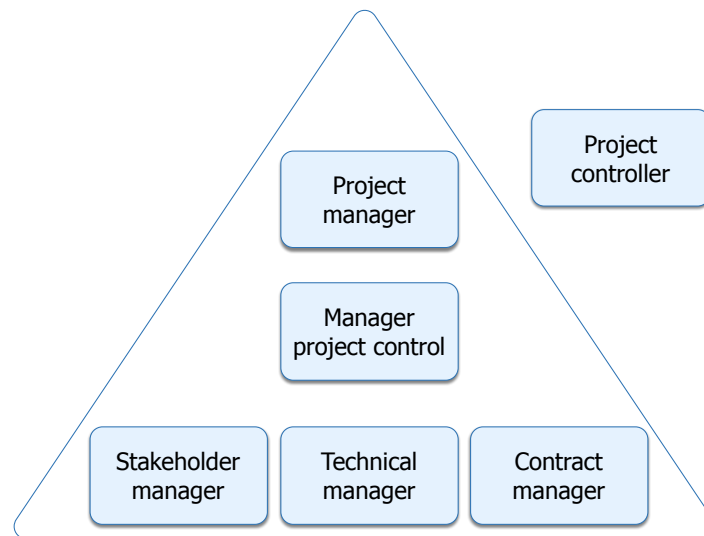 Project
controller
Project
manager
Manager
project control
Stakeholder
manager
Technical
manager
Contract
manager